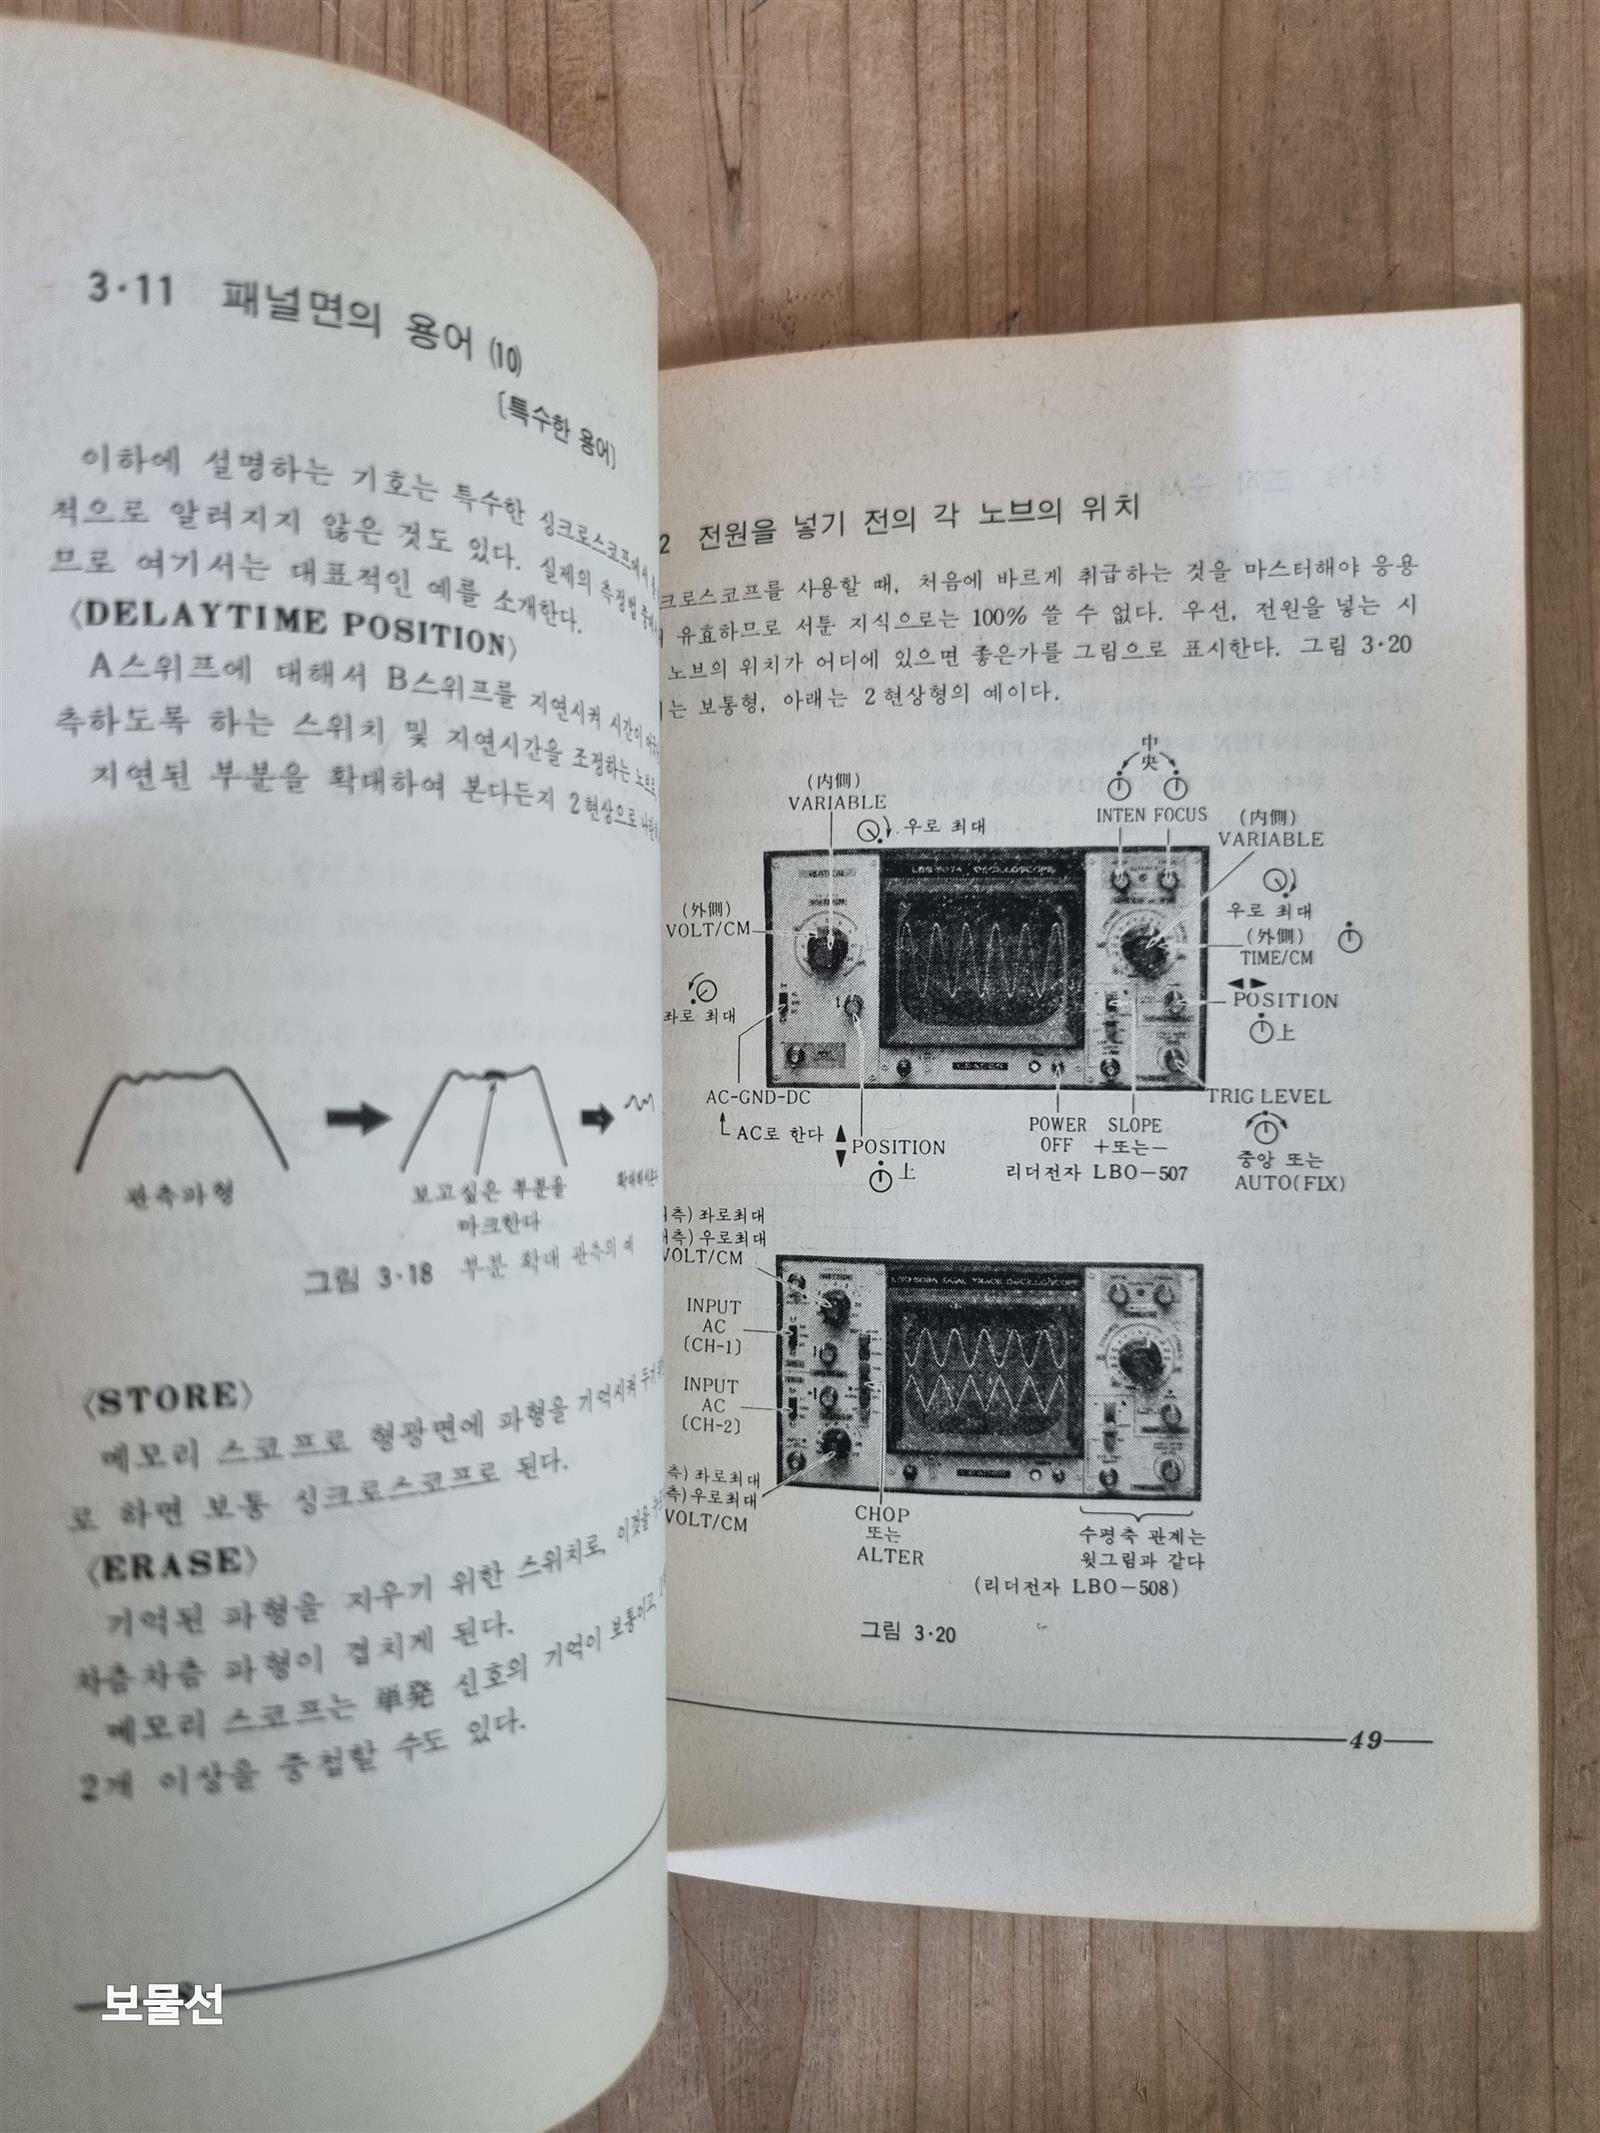 3·11 패널면의 용어 (10)
〔특수한 용어〕
이하에 설명하는 기호는 특수한 싱크로스코프에서
적으로 알려지지 않은 것도 있다. 실제의 측정법
므로 여기서는 대표적인 예를 소개한다.
〈DELAYTIME POSITION〉
A스위프에 대해서 B스위프를 지연시켜 시간이
측하도록 하는 스위치 및 지연시간을 조정하는 노브로
지연된 부분을 확대하여 본다든지 2현상으로
관측파형
보고싶은 부분을
마크한다
그림 3·18 부분 확대 관측의 예
〈STORE〉
메모리 스코프로 형광면에 파형을 기억시켜
로 하면 보통 싱크로스코프로 된다.
〈ERASE〉
기억된 파형을 지우기 위한 스위치로, 이것을
차츰차츰 파형이 겹치게 된다.
메모리 스코프는 単発 신호의 기억이 보통이고
2개 이상을 중첩할 수도 있다.
보물선
2 전원을 넣기 전의 각 노브의 위치
크로스코프를 사용할 때, 처음에 바르게 취급하는 것을 마스터해야 응용
유효하므로 서툰 지식으로는 100% 쓸 수 없다. 우선, 전원을 넣는 시
노브의 위치가 어디에 있으면 좋은가를 그림으로 표시한다. 그림 3·20
는 보통형, 아래는 2현상형의 예이다.
中央
(内側)
VARIABLE
우로 최대
INTEN FOCUS
(内側)
VARIABLE
우로 최대
(外側)
VOLT/CM
(外側)
TIME/CM
좌로 최대
◀▶
POSITION
上
AC-GND-DC
AC로 한다
▲
▼
POSITION
上
POWER
OFF
SLOPE
+또는−
TRIG LEVEL
중앙 또는
AUTO(FIX)
리더전자 LBO−507
측) 좌로최대
측) 우로최대
VOLT/CM
INPUT
AC
(CH-1)
INPUT
AC
(CH-2)
측) 좌로최대
측) 우로최대
VOLT/CM
CHOP
또는
ALTER
수평축 관계는
윗그림과 같다
(리더전자 LBO−508)
그림 3·20
49